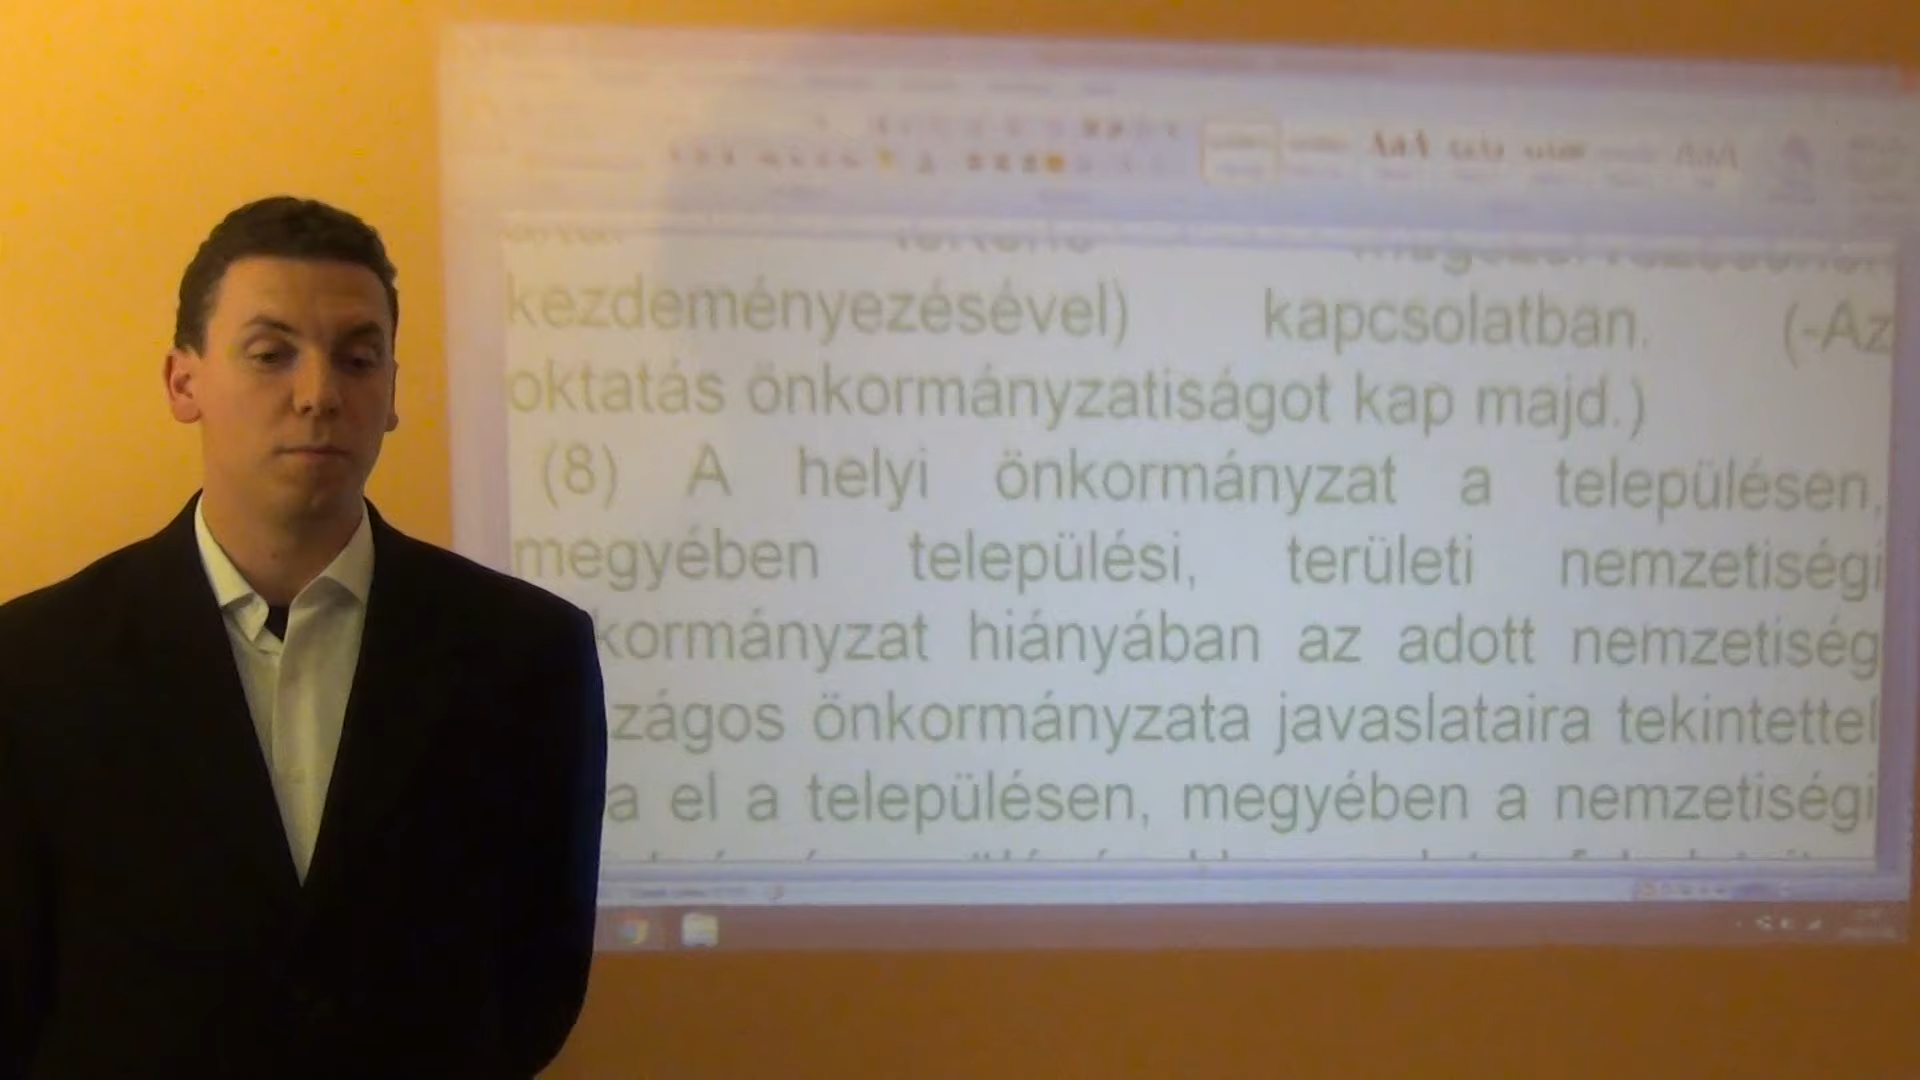 kezdeményezésével) kapcsolatban. (-Az
oktatás önkormányzatiságot kap majd.)
(8) A helyi önkormányzat a településen,
megyében települési, területi nemzetiségi
kormányzat hiányában az adott nemzetiség
zágos önkormányzata javaslataira tekintettel
a el a településen, megyében a nemzetiségi